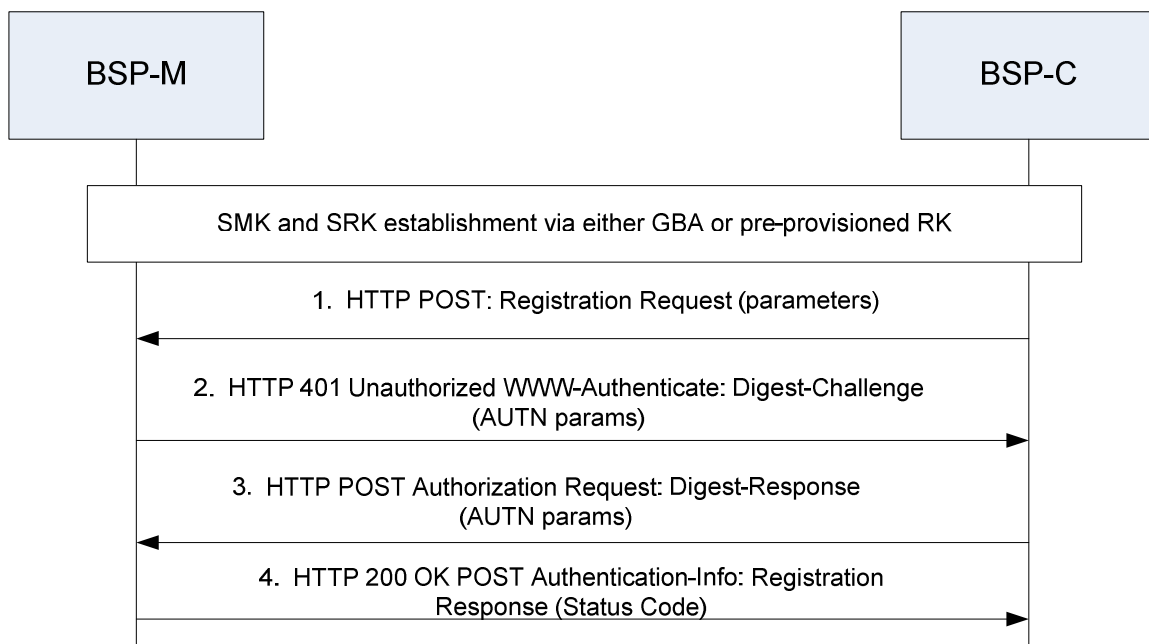 BSP-M
BSP-C
SMK and SRK establishment via either GBA or pre-provisioned RK
1. HTTP POST: Registration Request (parameters)
2. HTTP 401 Unauthorized WWW-Authenticate: Digest-Challenge
(AUTN params)
3. HTTP POST Authorization Request: Digest-Response
(AUTN params)
4. HTTP 200 OK POST Authentication-Info: Registration
Response (Status Code)